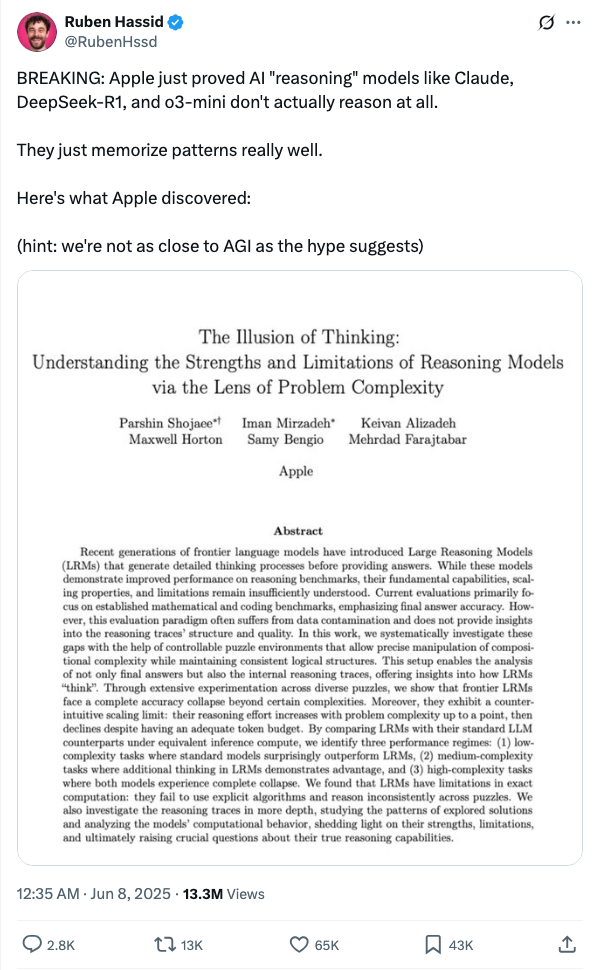 Ruben Hassid
@RubenHssd
BREAKING: Apple just proved AI "reasoning" models like Claude,
DeepSeek-R1, and o3-mini don't actually reason at all.
They just memorize patterns really well.
Here's what Apple discovered:
(hint: we're not as close to AGI as the hype suggests)
The Illusion of Thinking:
Understanding the Strengths and Limitations of Reasoning Models
via the Lens of Problem Complexity
Parshin Shojaee*† Iman Mirzadeh* Keivan Alizadeh
Maxwell Horton Samy Bengio Mehrdad Farajtabar
Apple
Abstract
Recent generations of frontier language models have introduced Large Reasoning Models
(LRMs) that generate detailed thinking processes before providing answers. While these models
demonstrate improved performance on reasoning benchmarks, their fundamental capabilities, scal-
ing properties, and limitations remain insufficiently understood. Current evaluations primarily fo-
cus on established mathematical and coding benchmarks, emphasizing final answer accuracy. How-
ever, this evaluation paradigm often suffers from data contamination and does not provide insights
into the reasoning traces' structure and quality. In this work, we systematically investigate these
gaps with the help of controllable puzzle environments that allow precise manipulation of composi-
tional complexity while maintaining consistent logical structures. This setup enables the analysis
of not only final answers but also the internal reasoning traces, offering insights into how LRMs
“think”. Through extensive experimentation across diverse puzzles, we show that frontier LRMs
face a complete accuracy collapse beyond certain complexities. Moreover, they exhibit a counter-
intuitive scaling limit: their reasoning effort increases with problem complexity up to a point, then
declines despite having an adequate token budget. By comparing LRMs with their standard LLM
counterparts under equivalent inference compute, we identify three performance regimes: (1) low-
complexity tasks where standard models surprisingly outperform LRMs, (2) medium-complexity
tasks where additional thinking in LRMs demonstrates advantage, and (3) high-complexity tasks
where both models experience complete collapse. We found that LRMs have limitations in exact
computation: they fail to use explicit algorithms and reason inconsistently across puzzles. We
also investigate the reasoning traces in more depth, studying the patterns of explored solutions
and analyzing the models' computational behavior, shedding light on their strengths, limitations,
and ultimately raising crucial questions about their true reasoning capabilities.
12:35 AM · Jun 8, 2025 · 13.3M Views
2.8K 13K 65K 43K